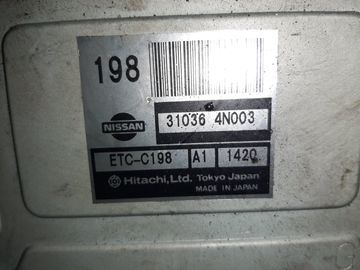 198
NISSAN 31036 4N003
ETC-C198 A1 1420
Hitachi, Ltd. Tokyo Japan
MADE IN JAPAN